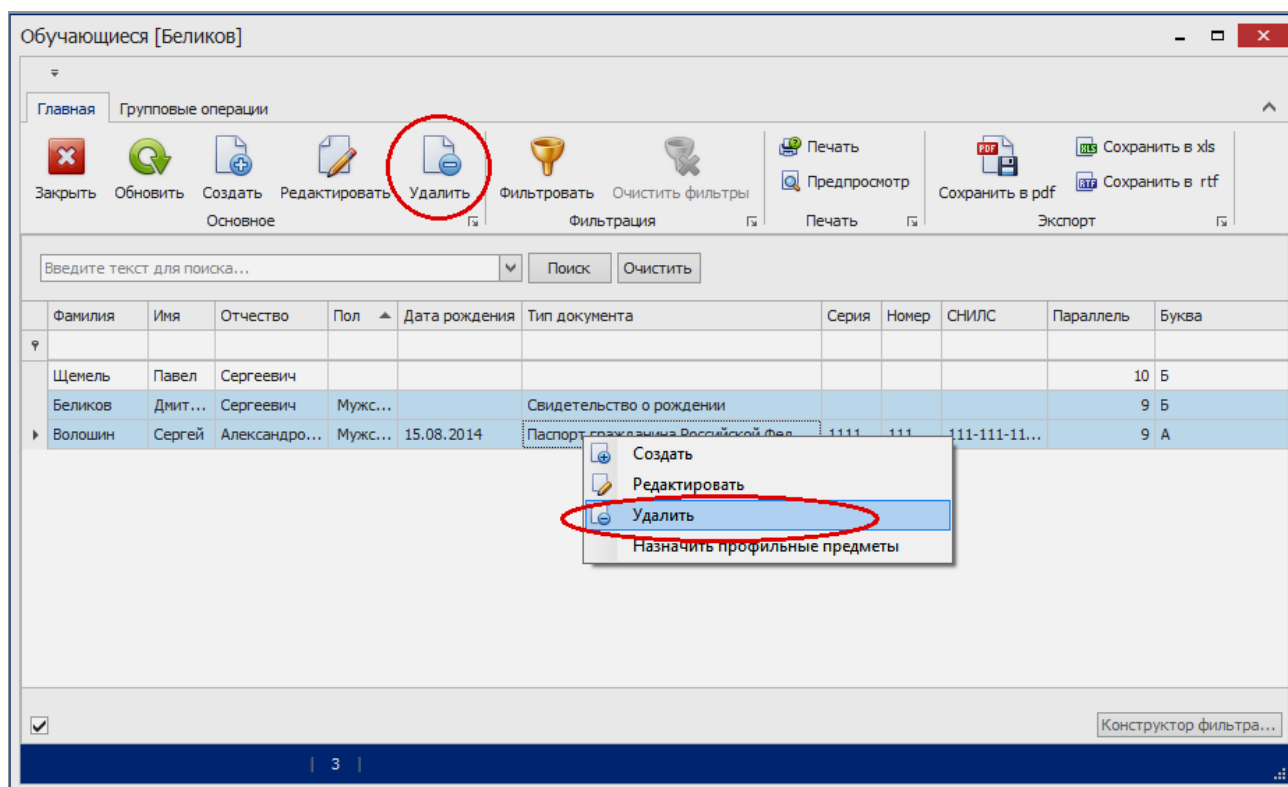 Обучающиеся [Беликов]
Главная Групповые операции
Закрыть Обновить Создать Редактировать Удалить Фильтровать Очистить фильтры Печать Предпросмотр Сохранить в pdf Сохранить в xls Сохранить в rtf
Основное Фильтрация Печать Экспорт
Введите текст для поиска... Поиск Очистить
Фамилия Имя Отчество Пол Дата рождения Тип документа Серия Номер СНИЛС Параллель Буква
Щемель Павел Сергеевич 10 Б
Беликов Дмит... Сергеевич Мужс... Свидетельство о рождении 9 Б
Волошин Сергей Александро... Мужс... 15.08.2014 Паспорт гражданина Российской Фед... 1111 111 111-111-11... 9 А
Создать
Редактировать
Удалить
Назначить профильные предметы
Конструктор фильтра...
3